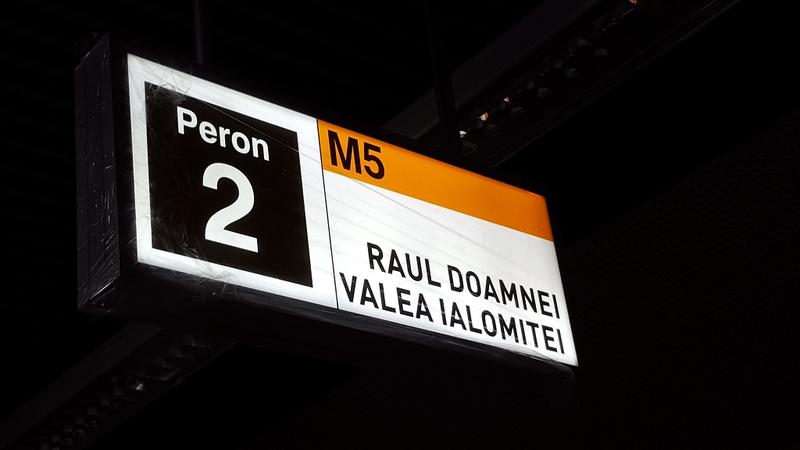 Peron
2
M5
RAUL DOAMNEI
VALEA IALOMITEI